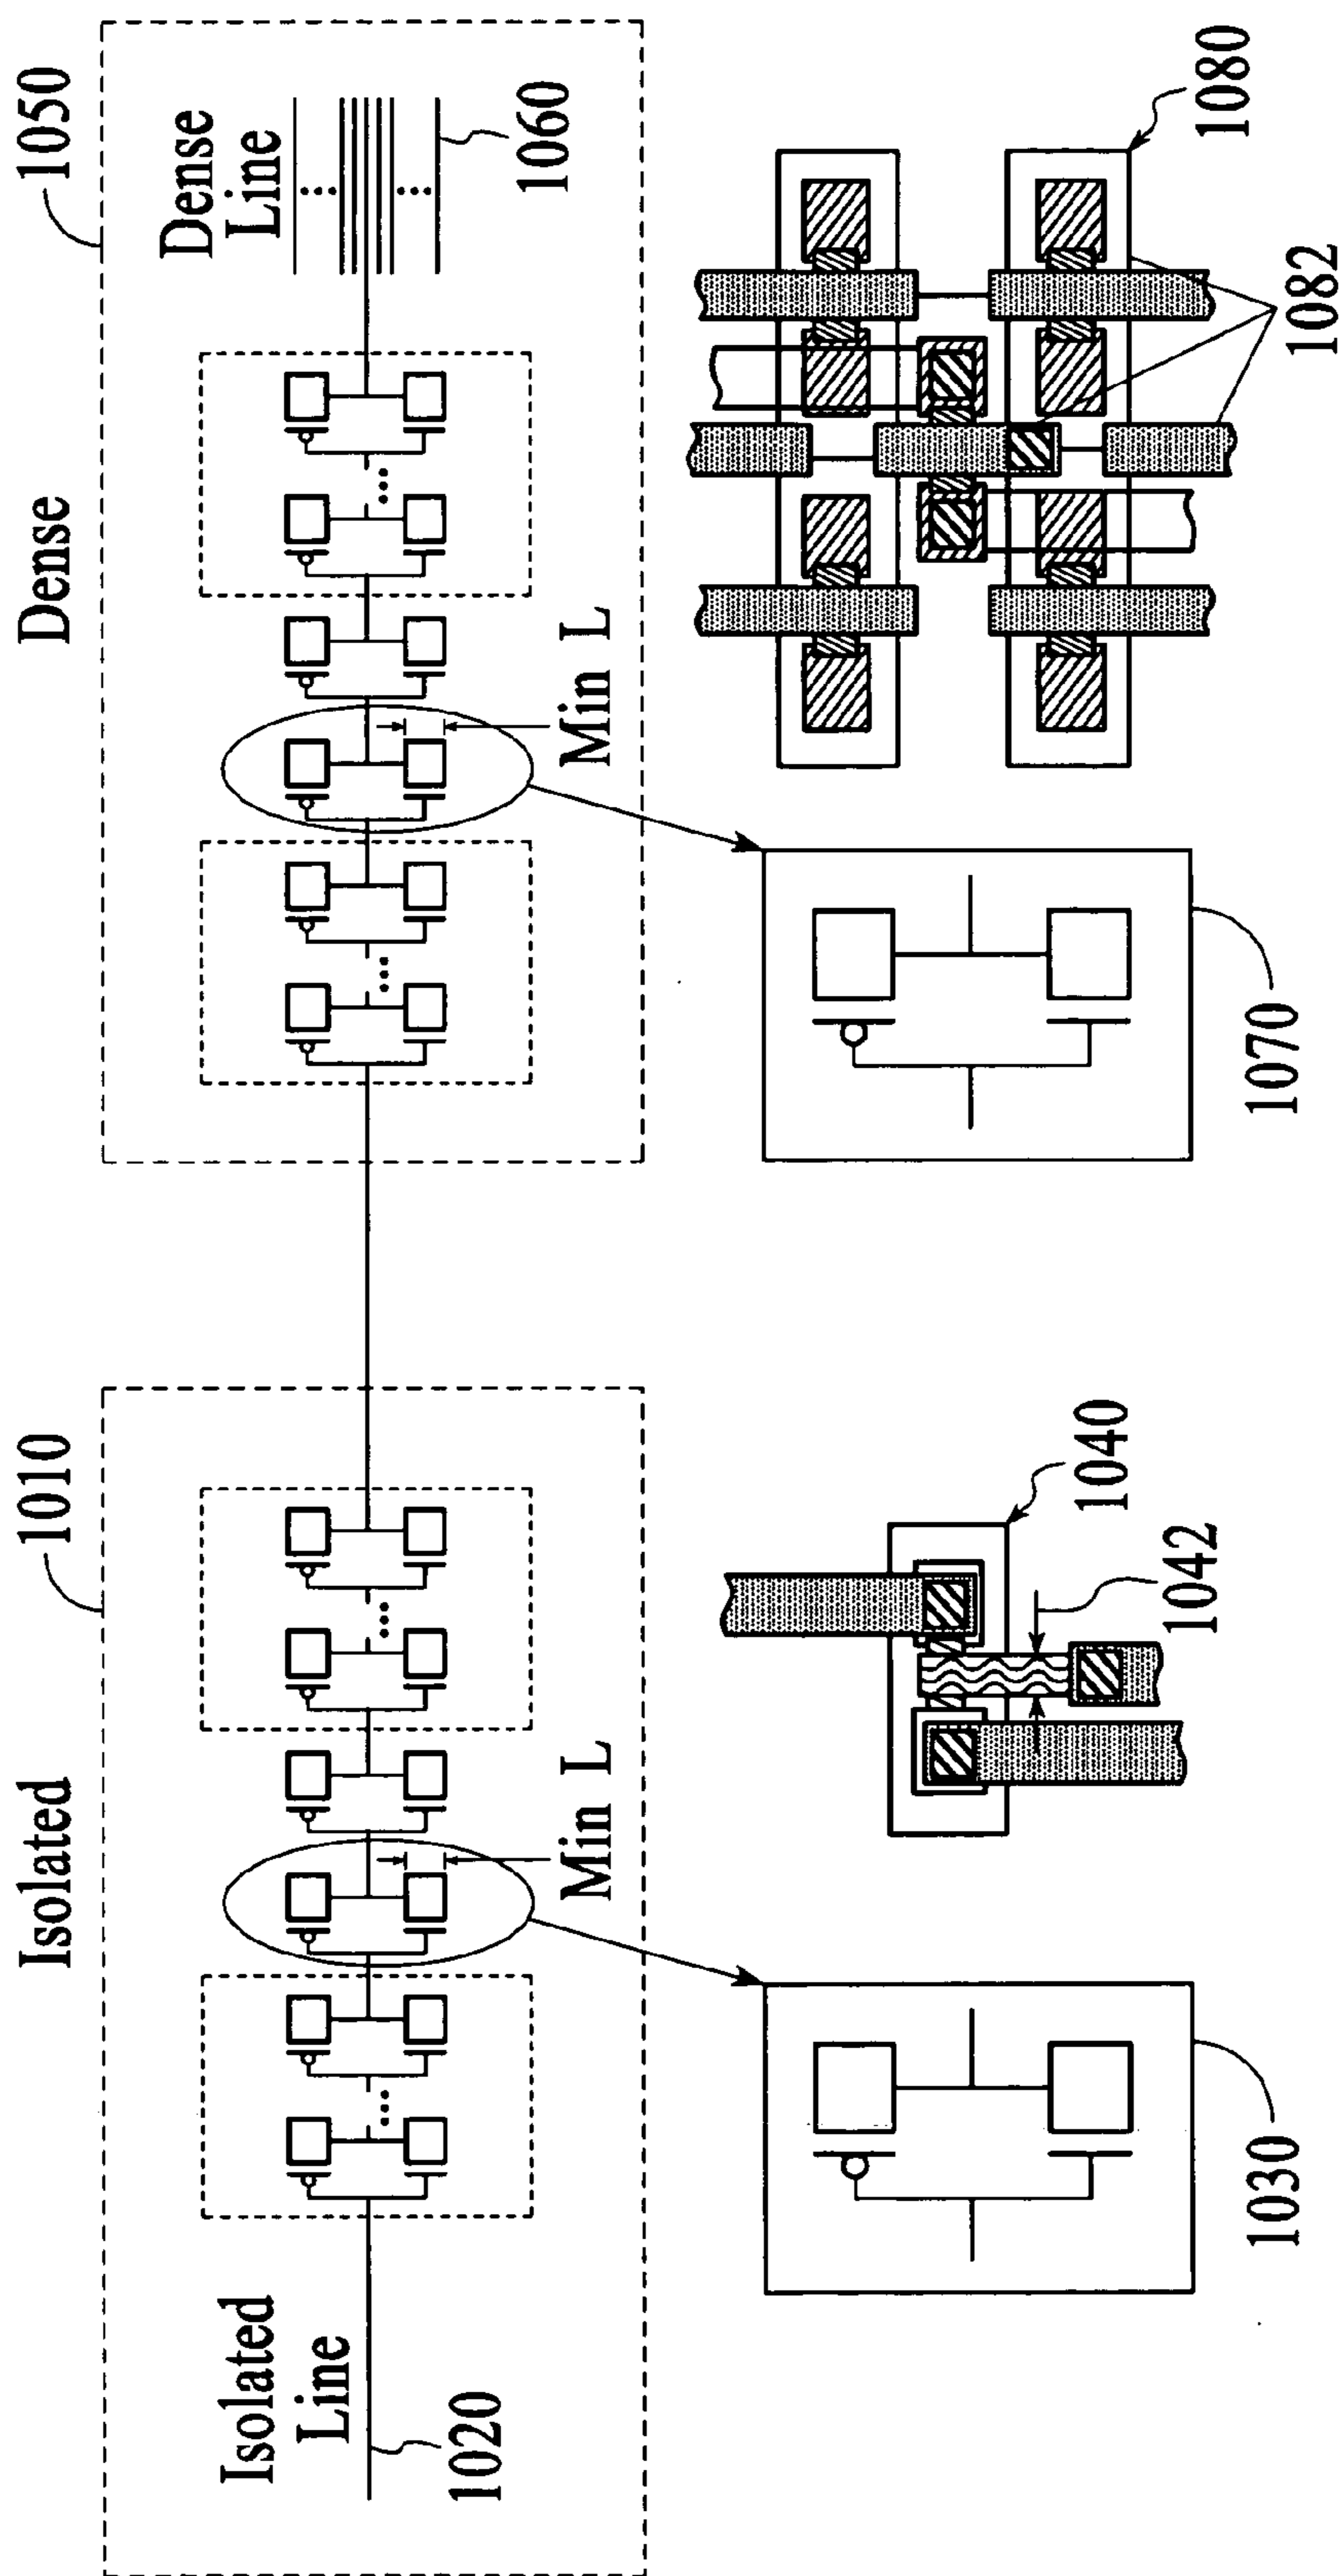 Isolated
1010
Isolated
Line
1020
Min L
1030
1040
1042
Dense
1050
Dense
Line
1060
Min L
1070
1080
1082